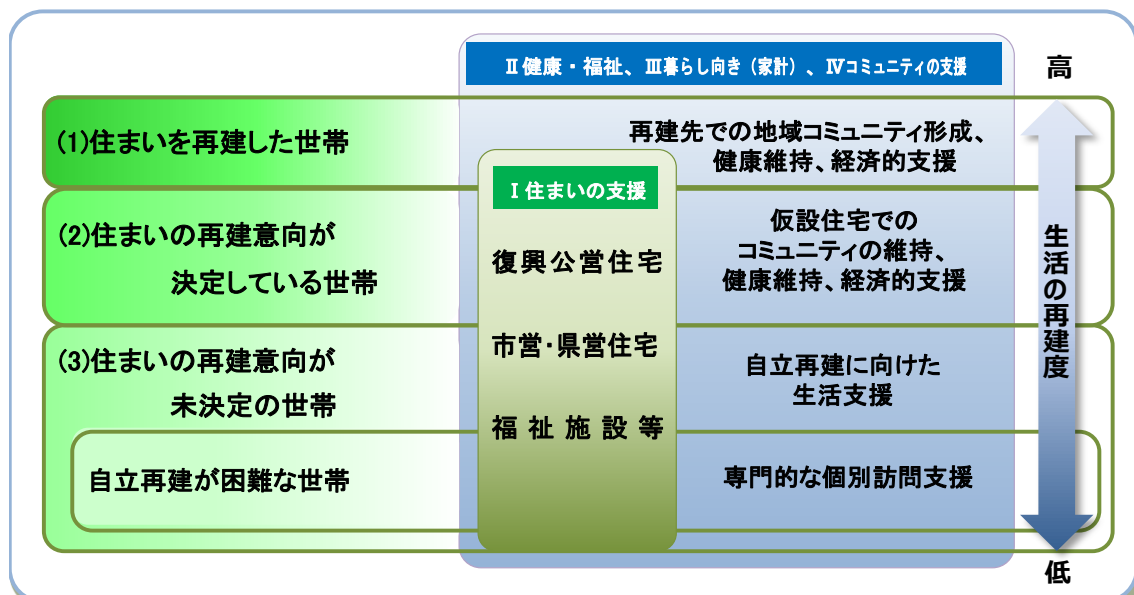 Ⅱ健康・福祉、Ⅲ暮らし向き（家計）、Ⅳコミュニティの支援
高
(1)住まいを再建した世帯
再建先での地域コミュニティ形成、
健康維持、経済的支援
Ⅰ住まいの支援
(2)住まいの再建意向が
決定している世帯
復興公営住宅
仮設住宅での
コミュニティの維持、
健康維持、経済的支援
生活の再建度
(3)住まいの再建意向が
未決定の世帯
市営・県営住宅
自立再建に向けた
生活支援
福祉施設等
自立再建が困難な世帯
専門的な個別訪問支援
低